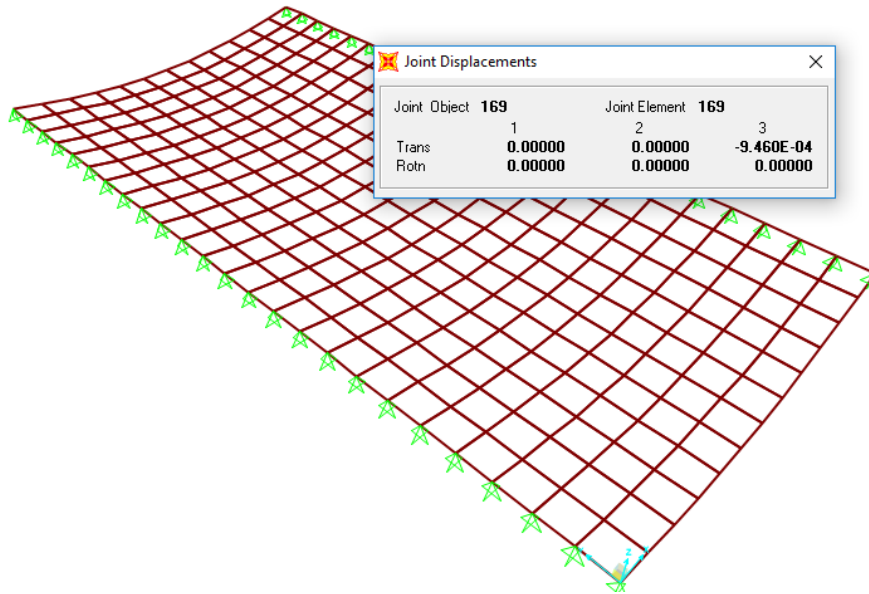 Joint Displacements
Joint Object 169 Joint Element 169
1 2 3
Trans 0.00000 0.00000 -9.460E-04
Rotn 0.00000 0.00000 0.00000
Z